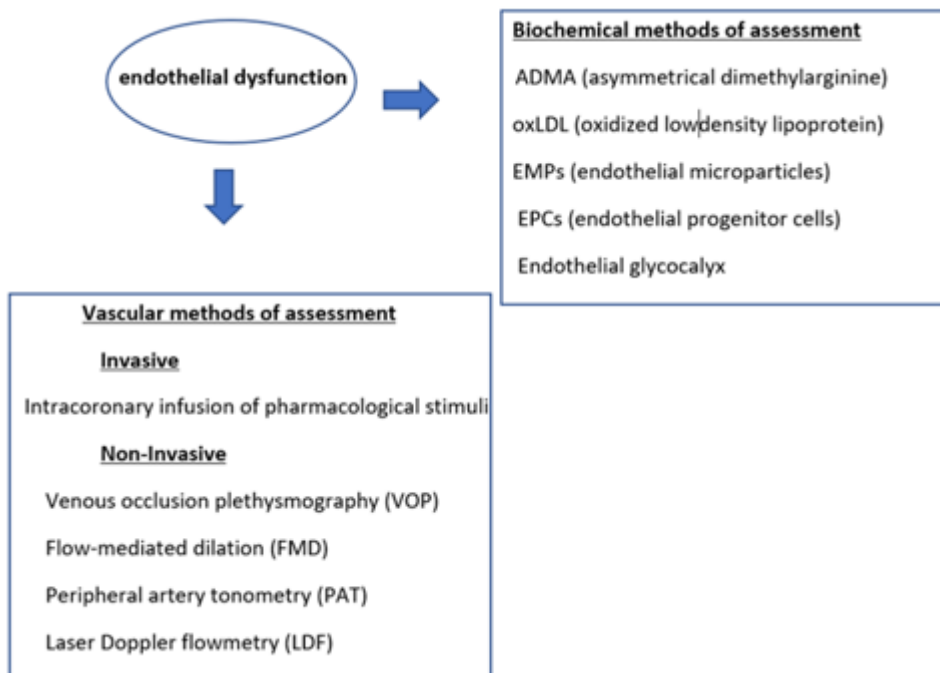 endothelial dysfunction
Biochemical methods of assessment
ADMA (asymmetrical dimethylarginine)
oxLDL (oxidized lowdensity lipoprotein)
EMPs (endothelial microparticles)
EPCs (endothelial progenitor cells)
Endothelial glycocalyx
Vascular methods of assessment
Invasive
Intracoronary infusion of pharmacological stimuli
Non-Invasive
Venous occlusion plethysmography (VOP)
Flow-mediated dilation (FMD)
Peripheral artery tonometry (PAT)
Laser Doppler flowmetry (LDF)